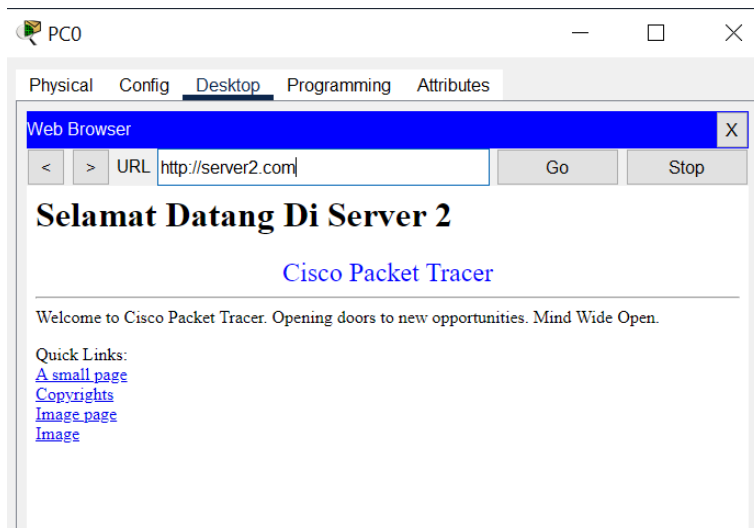 PC0
Physical Config Desktop Programming Attributes
Web Browser X
< > URL http://server2.com Go Stop
Selamat Datang Di Server 2
Cisco Packet Tracer
Welcome to Cisco Packet Tracer. Opening doors to new opportunities. Mind Wide Open.
Quick Links:
A small page
Copyrights
Image page
Image